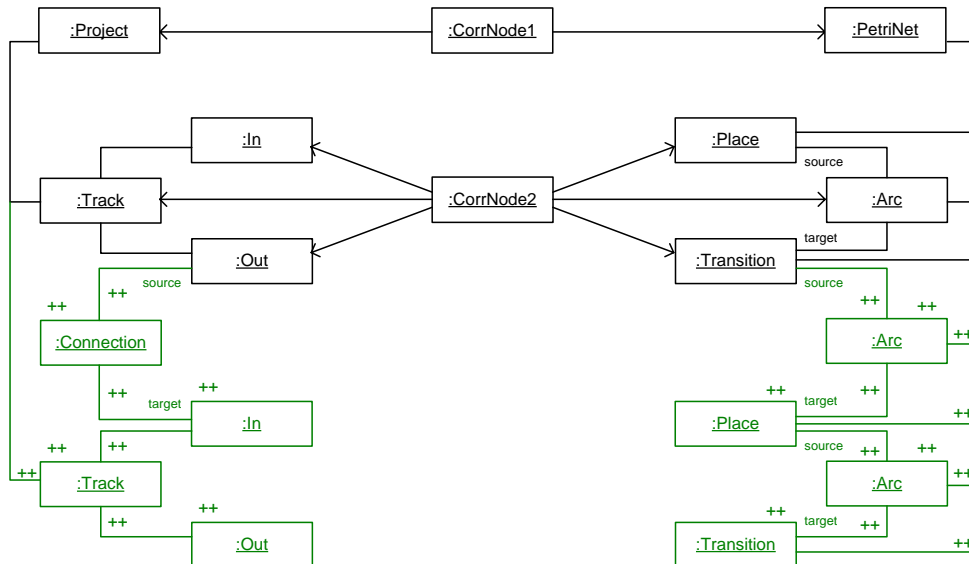 :Project
:CorrNode1
:PetriNet
:In
:Place
source
:Track
:CorrNode2
:Arc
target
:Out
:Transition
source
++
source
++
++
++
++
:Connection
:Arc
++
++
++
target
++
target
:In
:Place
++
source
++
++
++
++
++
:Track
:Arc
++
++
++
++
target
:Out
:Transition
++